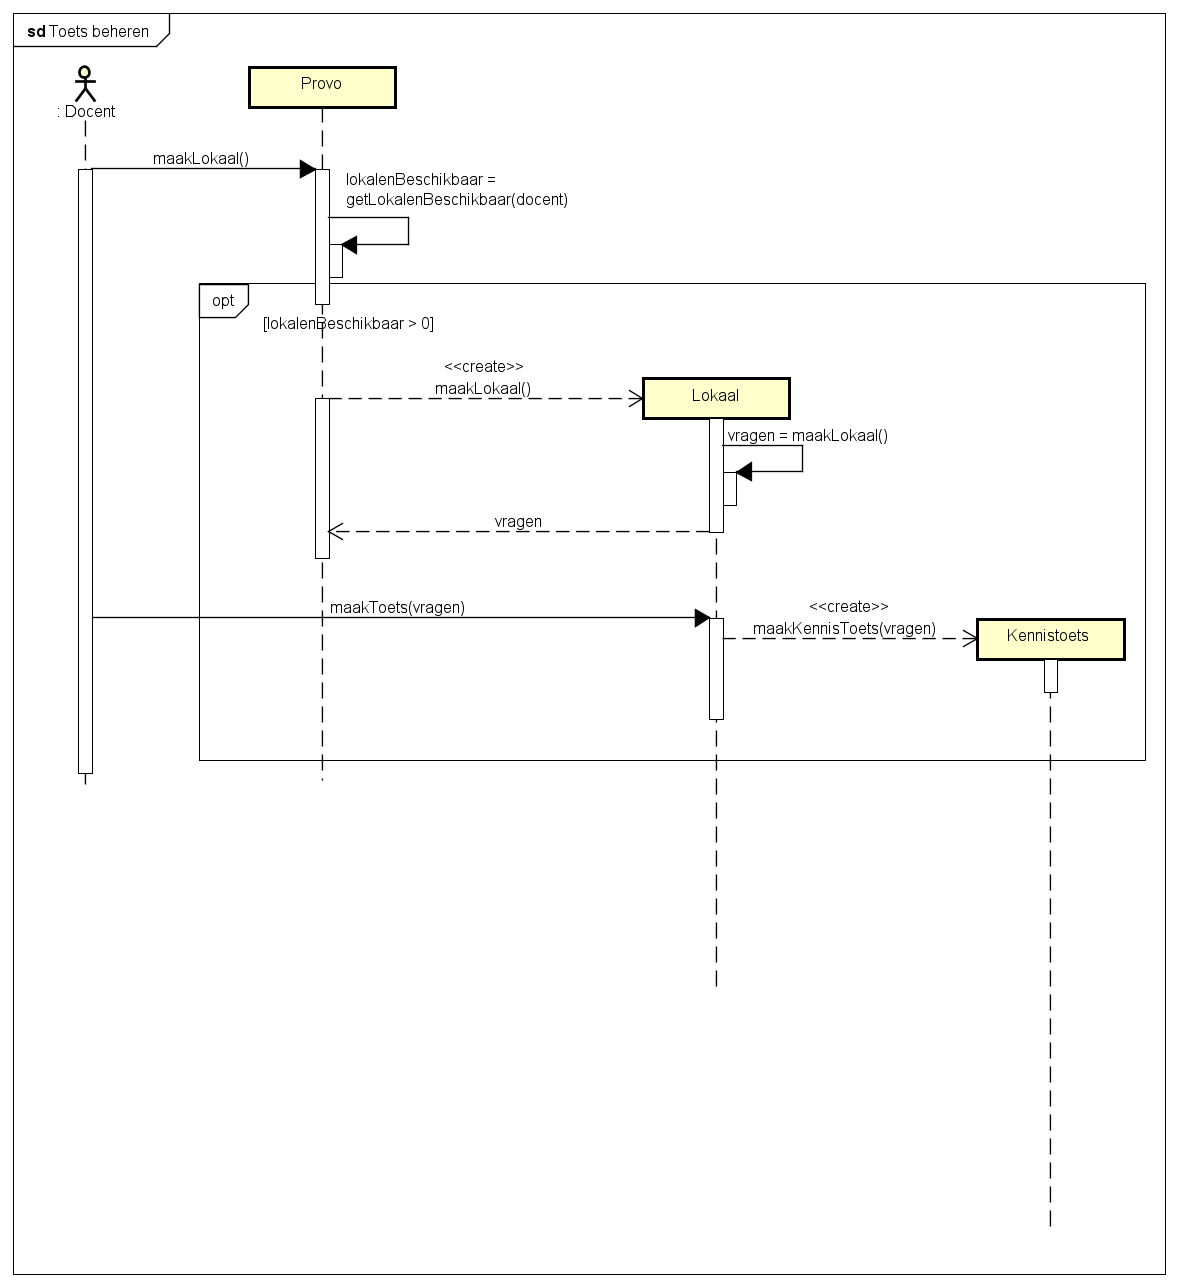 sd Toets beheren
Provo
: Docent
maakLokaal()
lokalenBeschikbaar =
getLokalenBeschikbaar(docent)
opt
[lokalenBeschikbaar > 0]
<<create>>
maakLokaal()
Lokaal
vragen = maakLokaal()
vragen
maakToets(vragen)
<<create>>
maakKennisToets(vragen)
Kennistoets